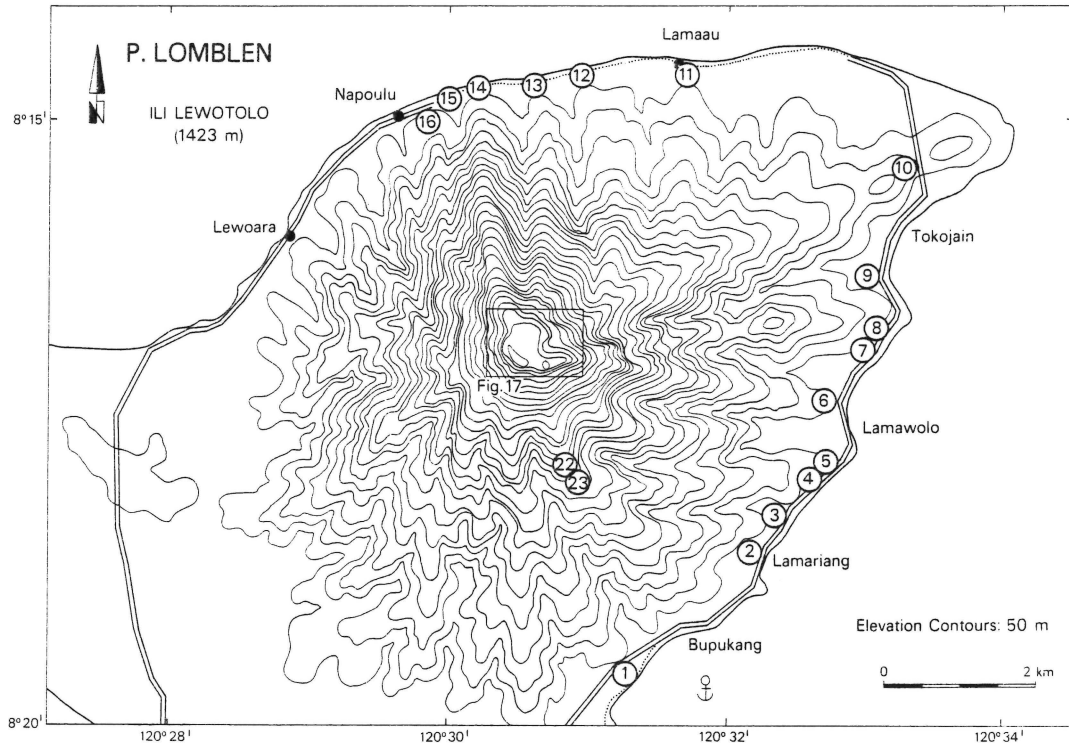 P. LOMBLEN
N
ILI LEWOTOLO
(1423 m)
Lamaau
Napoulu
8°15'
11
12
13
14
15
16
10
Lewoara
Tokojain
9
8
7
Fig. 17
6
Lamawolo
5
4
22
23
3
2
Lamariang
Elevation Contours: 50 m
Bupukang
1
0 2 km
8°20'
120°28' 120°30' 120°32' 120°34'